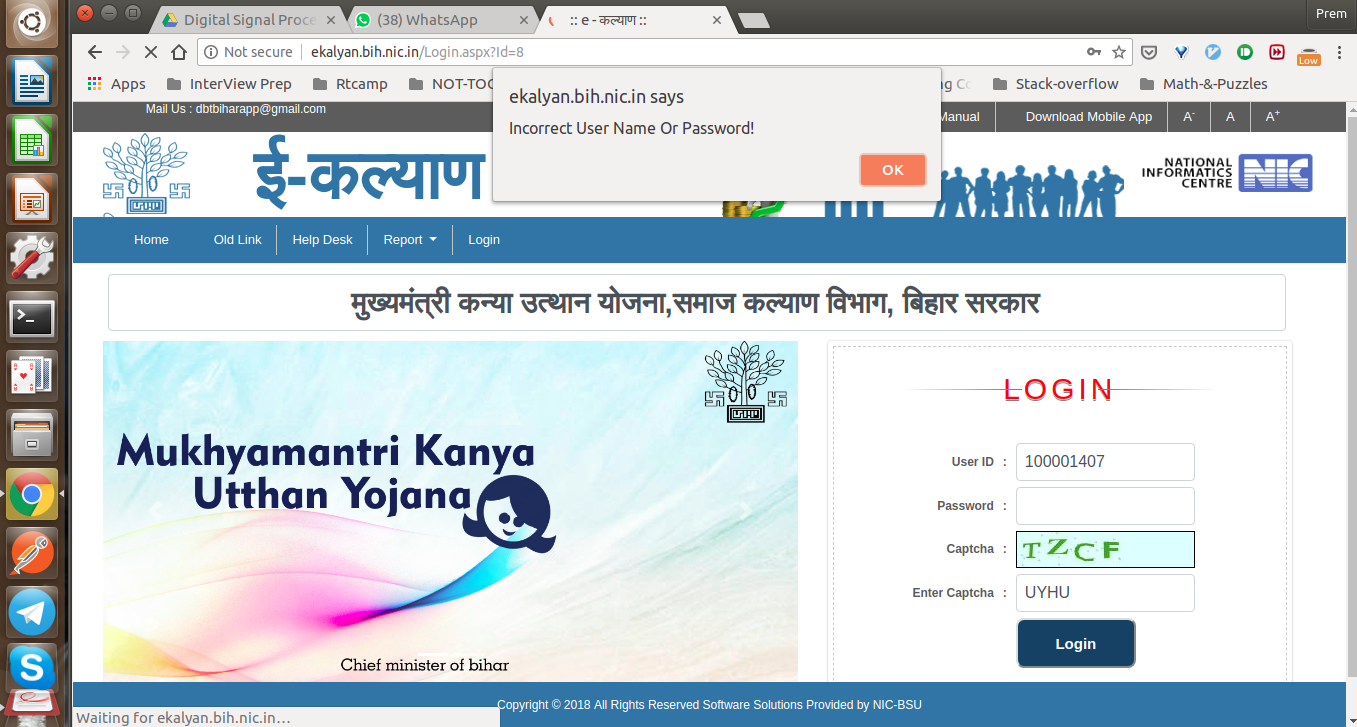 Prem
Digital Signal Proce
(38) WhatsApp
:: e - कल्याण ::
Not secure
ekalyan.bih.nic.in/Login.aspx?Id=8
Low
Apps
InterView Prep
Rtcamp
NOT-TO
Stack-overflow
Math-&-Puzzles
ekalyan.bih.nic.in says
Incorrect User Name Or Password!
OK
Mail Us : dbtbiharapp@gmail.com
Manual
Download Mobile App
A-
A
A+
ई-कल्याण
NATIONAL
INFORMATICS
CENTRE
NIC
Home
Old Link
Help Desk
Report
Login
मुख्यमंत्री कन्या उत्थान योजना,समाज कल्याण विभाग, बिहार सरकार
Mukhyamantri Kanya
Utthan Yojana
Chief minister of bihar
LOGIN
User ID :
100001407
Password :
Captcha :
TZCF
Enter Captcha :
UYHU
Login
Copyright © 2018 All Rights Reserved Software Solutions Provided by NIC-BSU
Waiting for ekalyan.bih.nic.in…